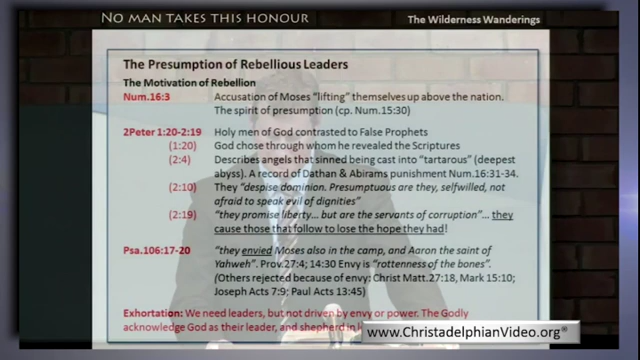 NO MAN TAKES THIS HONOUR
The Wilderness Wanderings
The Presumption of Rebellious Leaders
The Motivation of Rebellion
Num.16:3 Accusation of Moses “lifting” themselves up above the nation.
The spirit of presumption (cp. Num.15:30)
2Peter 1:20-2:19 Holy men of God contrasted to False Prophets
(1:20) God chose through whom he revealed the Scriptures
(2:4) Describes angels that sinned being cast into “tartarous” (deepest
abyss). A record of Dathan & Abirams punishment Num.16:31-34.
(2:10) They “despise dominion. Presumptuous are they, selfwilled, not
afraid to speak evil of dignities”
(2:19) “they promise liberty... but are the servants of corruption”... they
cause those that follow to lose the hope they had!
Psa.106:17-20 “they envied Moses also in the camp, and Aaron the saint of
Yahweh”. Prov.27:4; 14:30 Envy is “rottenness of the bones”.
(Others rejected because of envy: Christ Matt.27:18, Mark 15:10;
Joseph Acts 7:9; Paul Acts 13:45)
Exhortation: We need leaders, but not driven by envy or power. The Godly
acknowledge God as their leader, and shepherd in
www.ChristadelphianVideo.org®